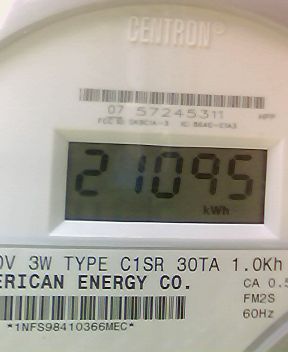 CENTRON®
07 57245311
21095
kWh
0V 3W TYPE C1SR 30TA 1.0Kh
ERICAN ENERGY CO.
CA 0.5
FM2S
60Hz
*1NFS98410366MEC*